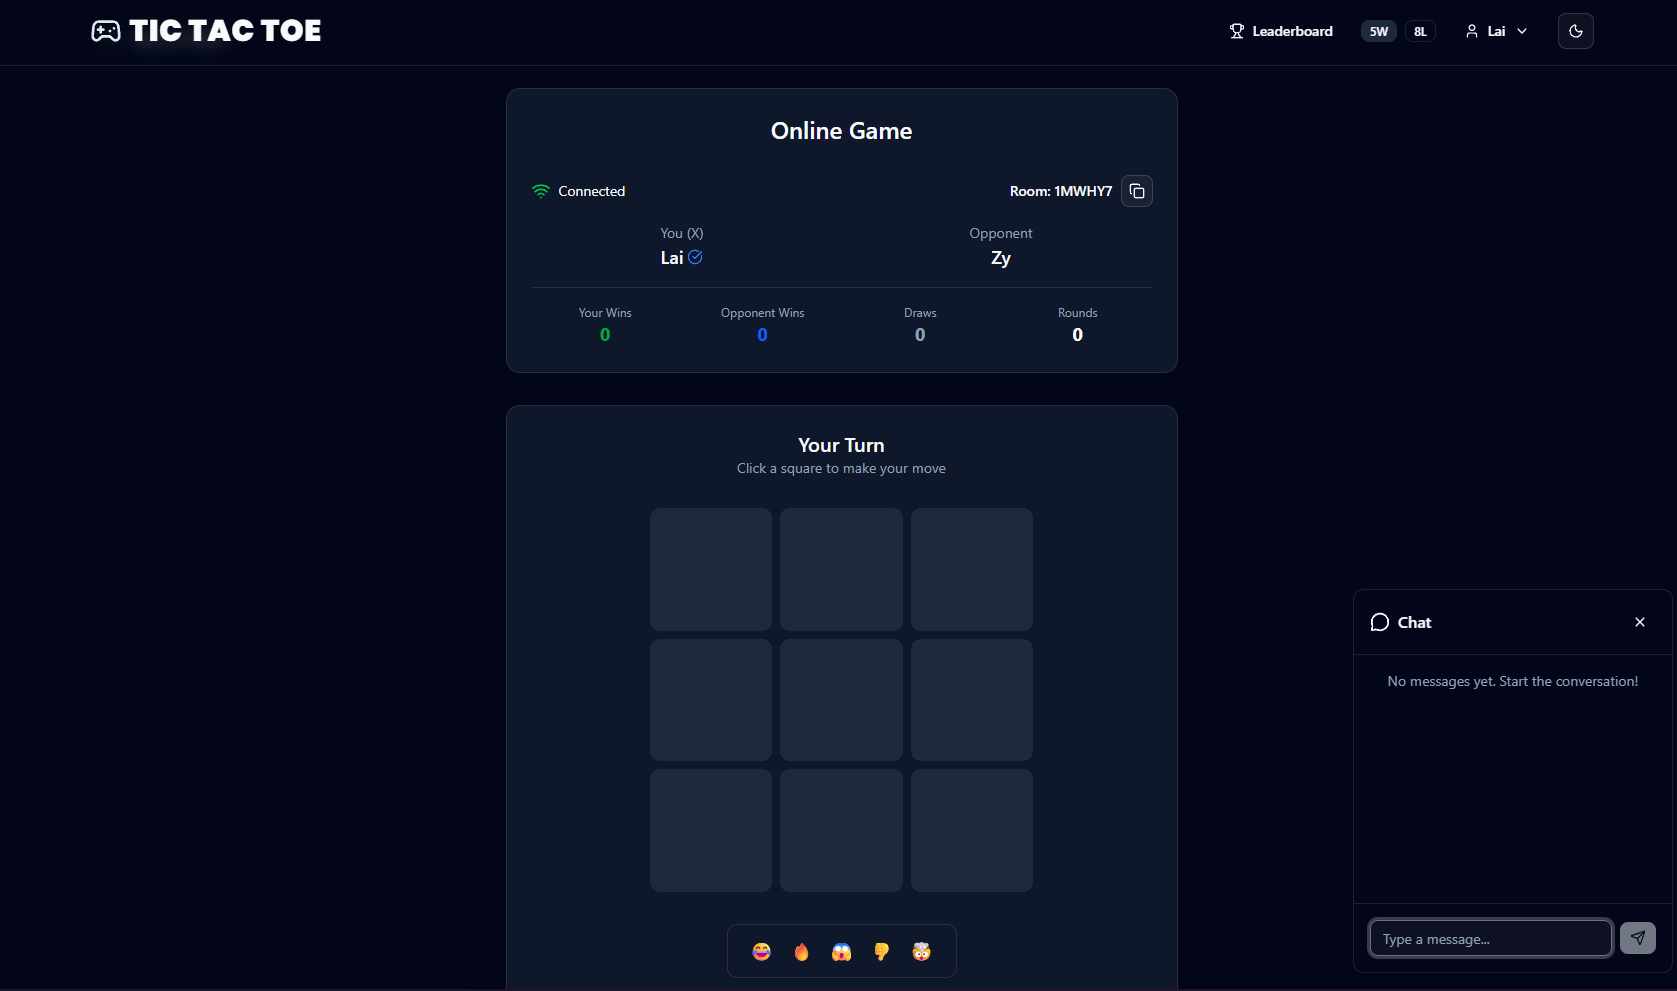 TIC TAC TOE
Leaderboard
5W
8L
Lai
Online Game
Connected
Room: 1MWHY7
You (X)
Opponent
Lai
Zy
Your Wins
Opponent Wins
Draws
Rounds
0
0
0
0
Your Turn
Click a square to make your move
Chat
No messages yet. Start the conversation!
Type a message...